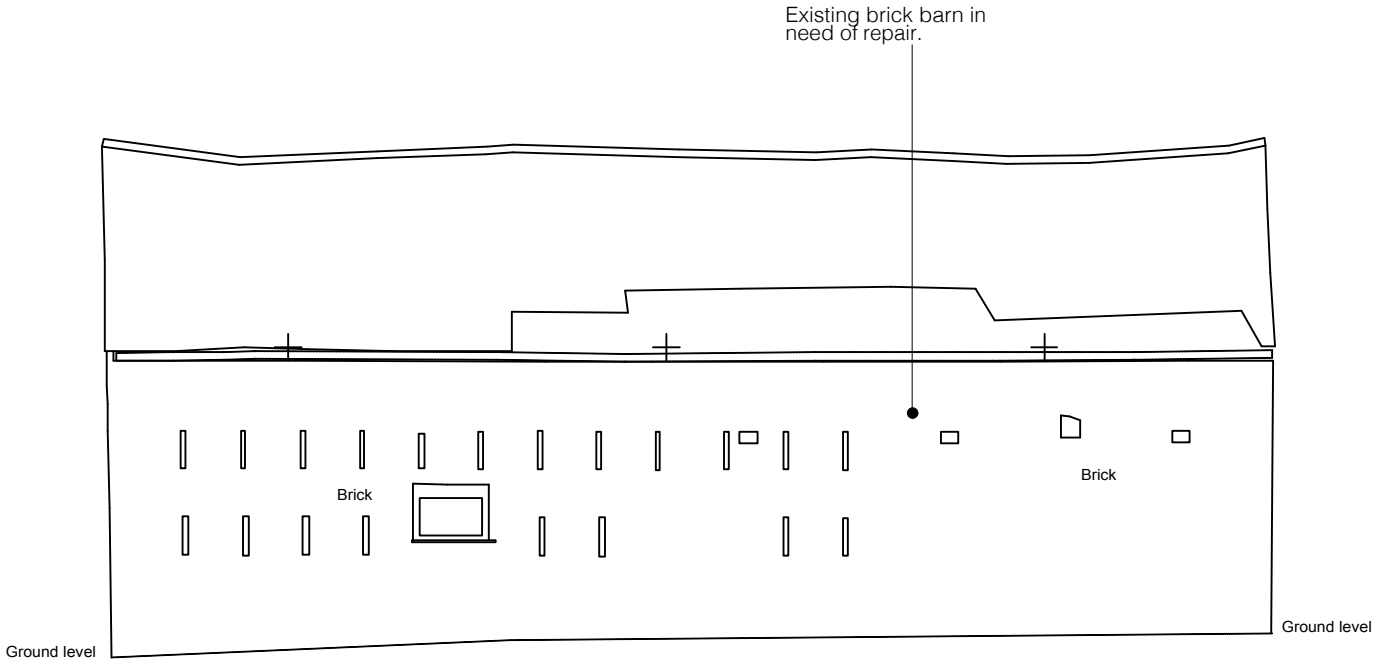 Existing brick barn in
need of repair.
Brick
Brick
Ground level
Ground level